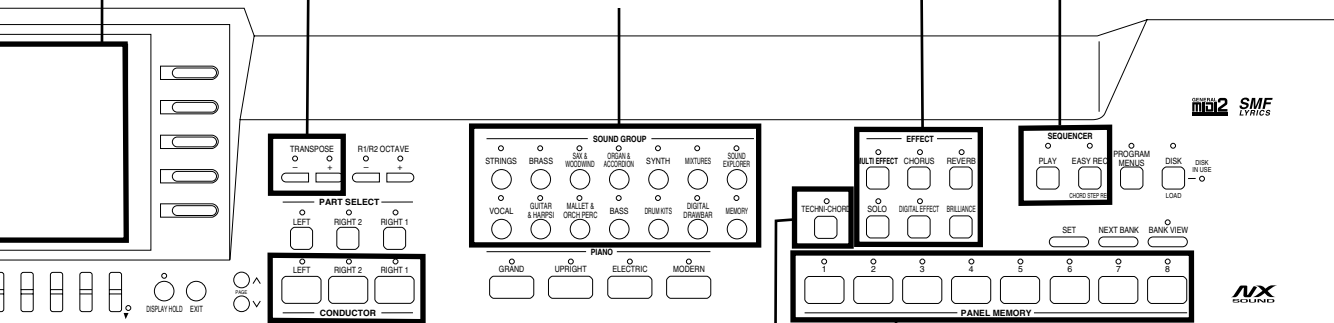 GENERAL MIDI2
SMF LYRICS
TRANSPOSE
− +
R1/R2 OCTAVE
− +
PART SELECT
LEFT RIGHT 2 RIGHT 1
LEFT RIGHT 2 RIGHT 1
CONDUCTOR
DISPLAY HOLD EXIT
PAGE
SOUND GROUP
STRINGS BRASS SAX & WOODWIND ORGAN & ACCORDION SYNTH MIXTURES SOUND EXPLORER
VOCAL GUITAR & HARPSI MALLET & ORCH PERC BASS DRUM KITS DIGITAL DRAWBAR MEMORY
PIANO
GRAND UPRIGHT ELECTRIC MODERN
TECHNI-CHORD
EFFECT
MULTI EFFECT CHORUS REVERB
SOLO DIGITAL EFFECT BRILLIANCE
SEQUENCER
PLAY EASY REC
CHORD STEP RE
PROGRAM MENUS
DISK
LOAD
DISK IN USE
SET NEXT BANK BANK VIEW
1 2 3 4 5 6 7 8
PANEL MEMORY
NX SOUND